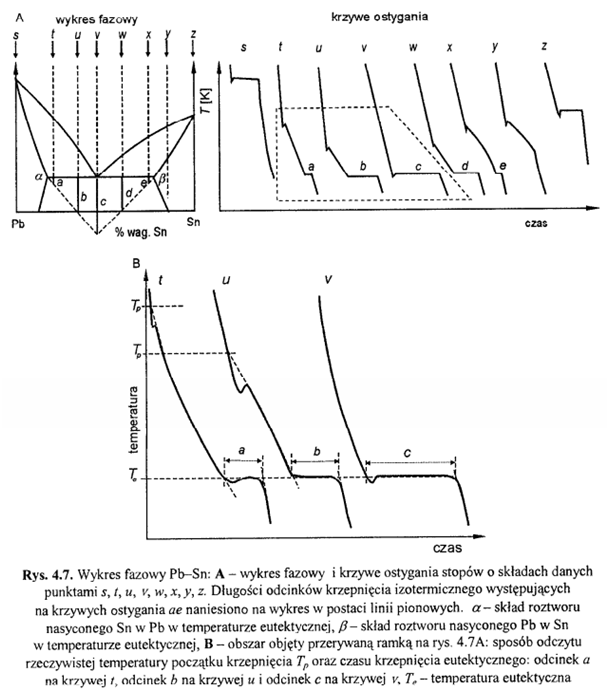 A
wykres fazowy
krzywe ostygania
s t u v w x y z
s t u v w x y z
T [K]
α a b c d e β
a b c d e
Pb
Sn
% wag. Sn
czas
B
t u v
Tₚ
Tₚ
Tₑ
a b c
temperatura
czas
Rys. 4.7. Wykres fazowy Pb–Sn: A – wykres fazowy i krzywe ostygania stopów o składach danych
punktami s, t, u, v, w, x, y, z. Długości odcinków krzepnięcia izotermicznego występujących
na krzywych ostygania ae naniesiono na wykres w postaci linii pionowych. α – skład roztworu
nasyconego Sn w Pb w temperaturze eutektycznej, β – skład roztworu nasyconego Pb w Sn
w temperaturze eutektycznej, B – obszar objęty przerywaną ramką na rys. 4.7A: sposób odczytu
rzeczywistej temperatury początku krzepnięcia Tₚ oraz czasu krzepnięcia eutektycznego: odcinek a
na krzywej t, odcinek b na krzywej u i odcinek c na krzywej v, Tₑ – temperatura eutektyczna